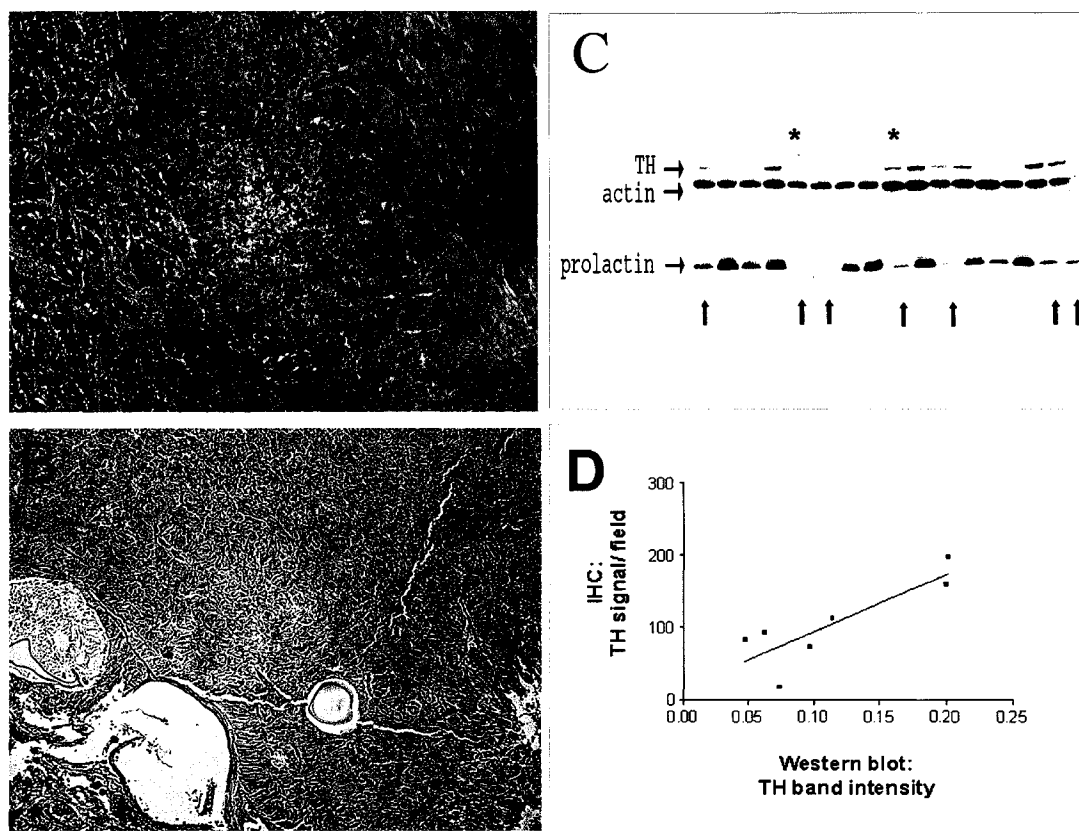 C
* *
TH →
actin →
prolactin →
B
D
300
200
100
0
IHC:
TH signal/field
0.00 0.05 0.10 0.15 0.20 0.25
Western blot:
TH band intensity